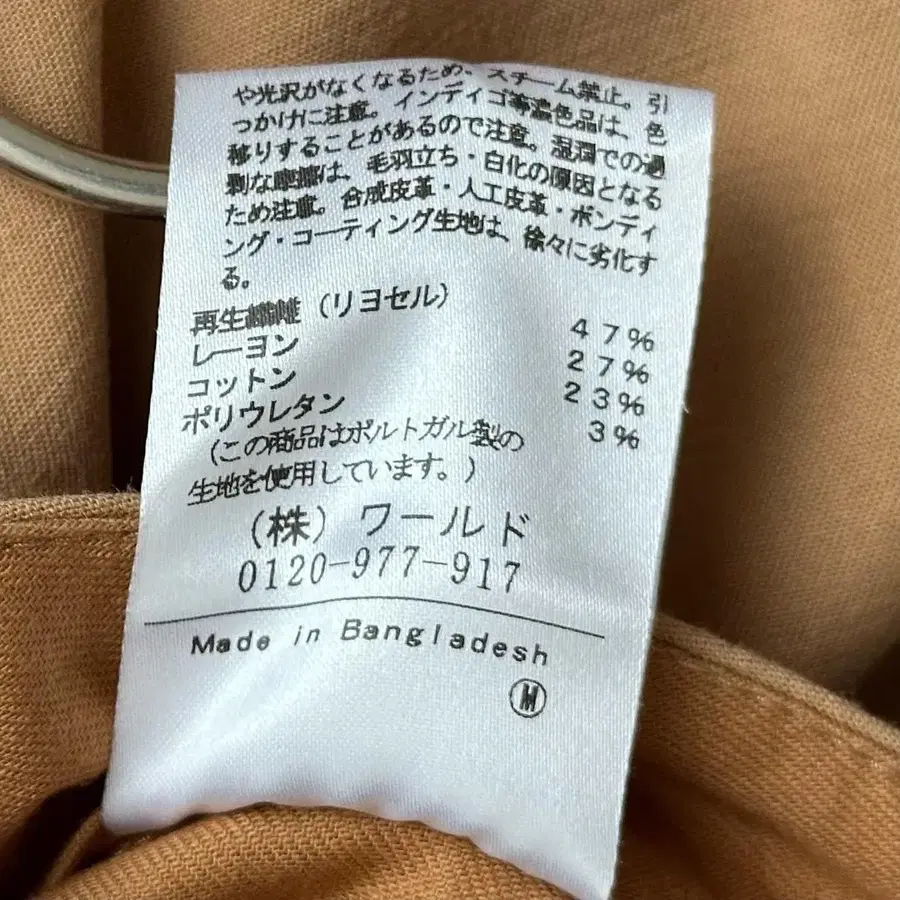 や光沢がなくなるため、スチーム禁止。引
っかけに注意。インディゴ等濃色品は、色
移りすることがあるので注意。湿潤での過
剰な摩擦は、毛羽立ち・白化の原因となる
ため注意。合成皮革・人工皮革・ボンディ
ング・コーティング生地は、徐々に劣化す
る。
再生繊維（リヨセル） 47%
レーヨン 27%
コットン 23%
ポリウレタン 3%
（この商品はポルトガル製の
生地を使用しています。）
（株）ワールド
0120-977-917
Made in Bangladesh
M